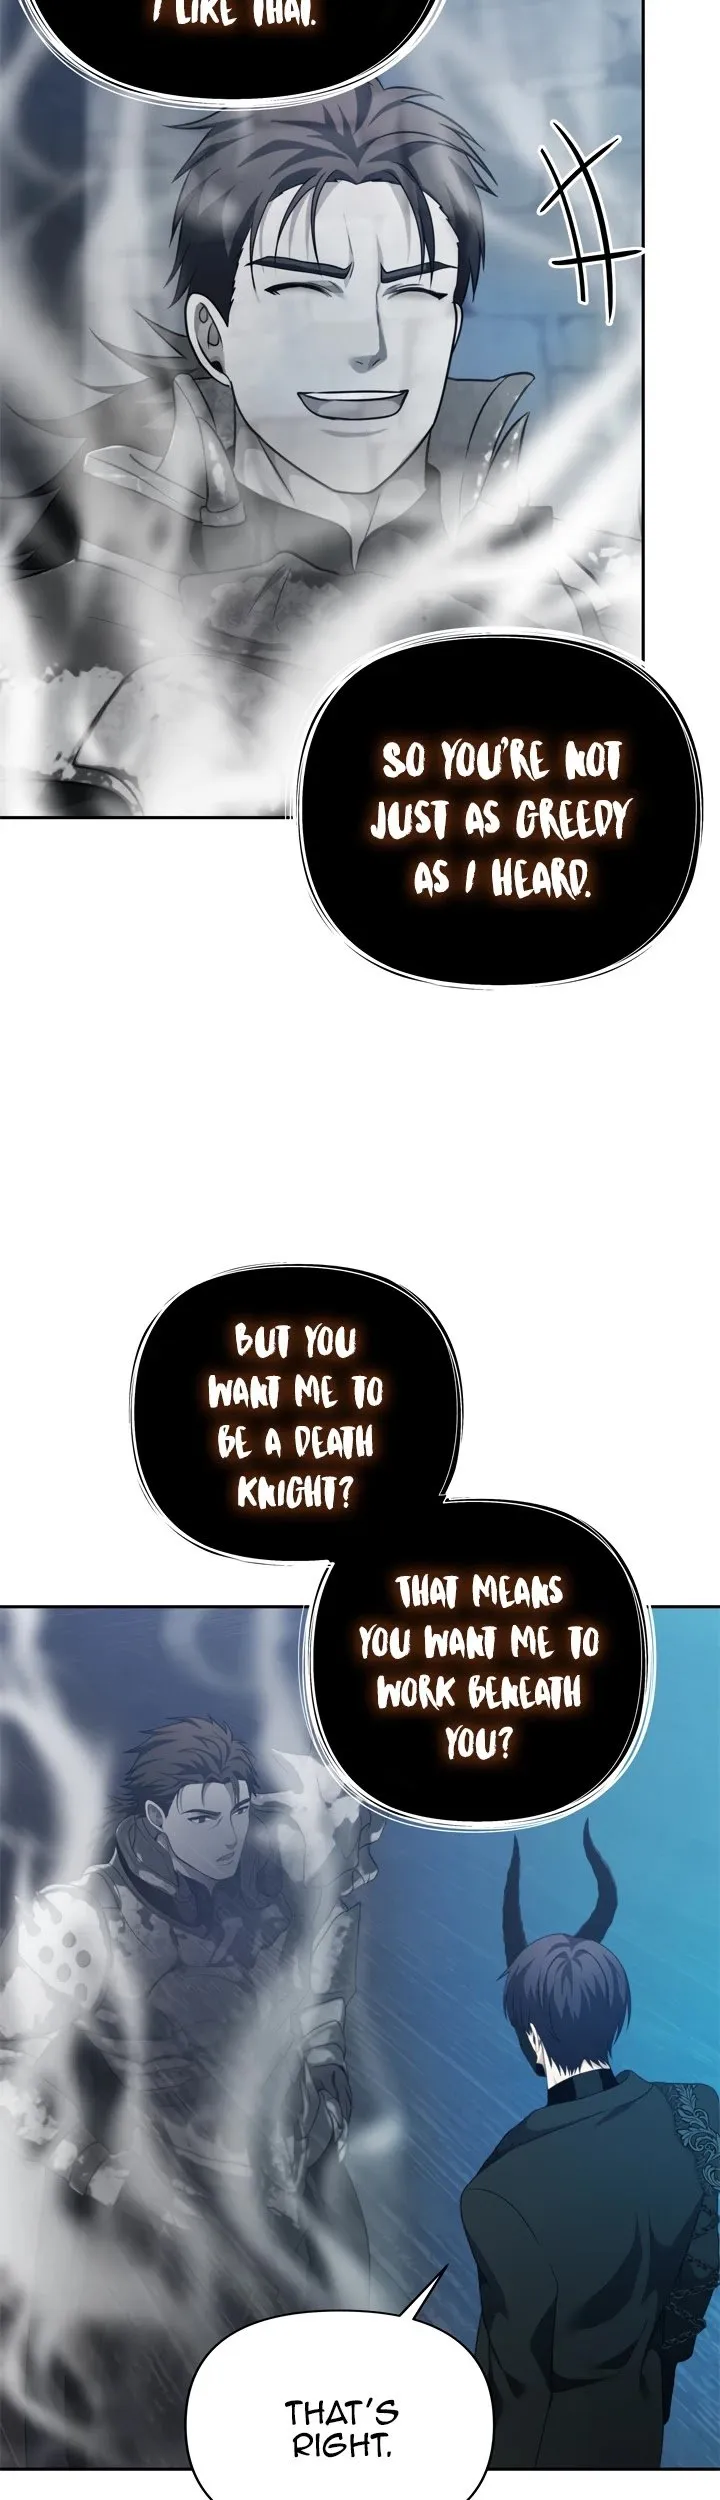 I LIKE THAT.
SO YOU'RE NOT
JUST AS GREEDY
AS I HEARD.
BUT YOU
WANT ME TO
BE A DEATH
KNIGHT?
THAT MEANS
YOU WANT ME TO
WORK BENEATH
YOU?
THAT'S
RIGHT.